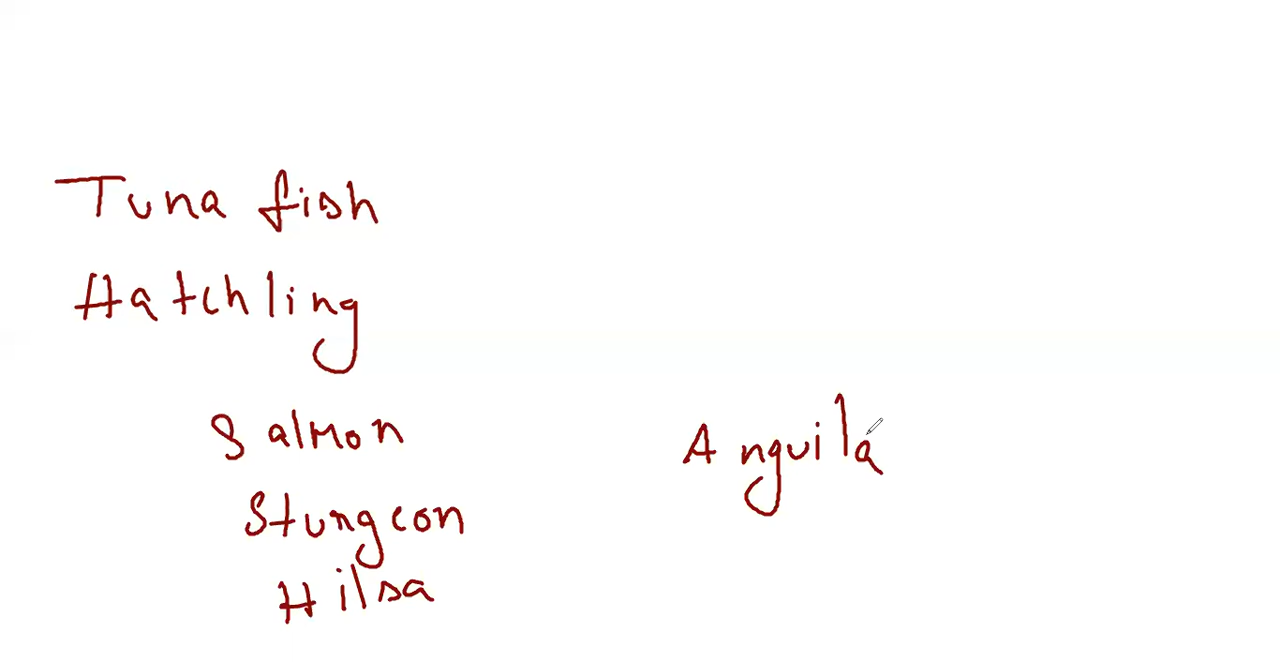 Tuna fish
Hatchling
Salmon
Sturgeon
Hilsa
Anguila